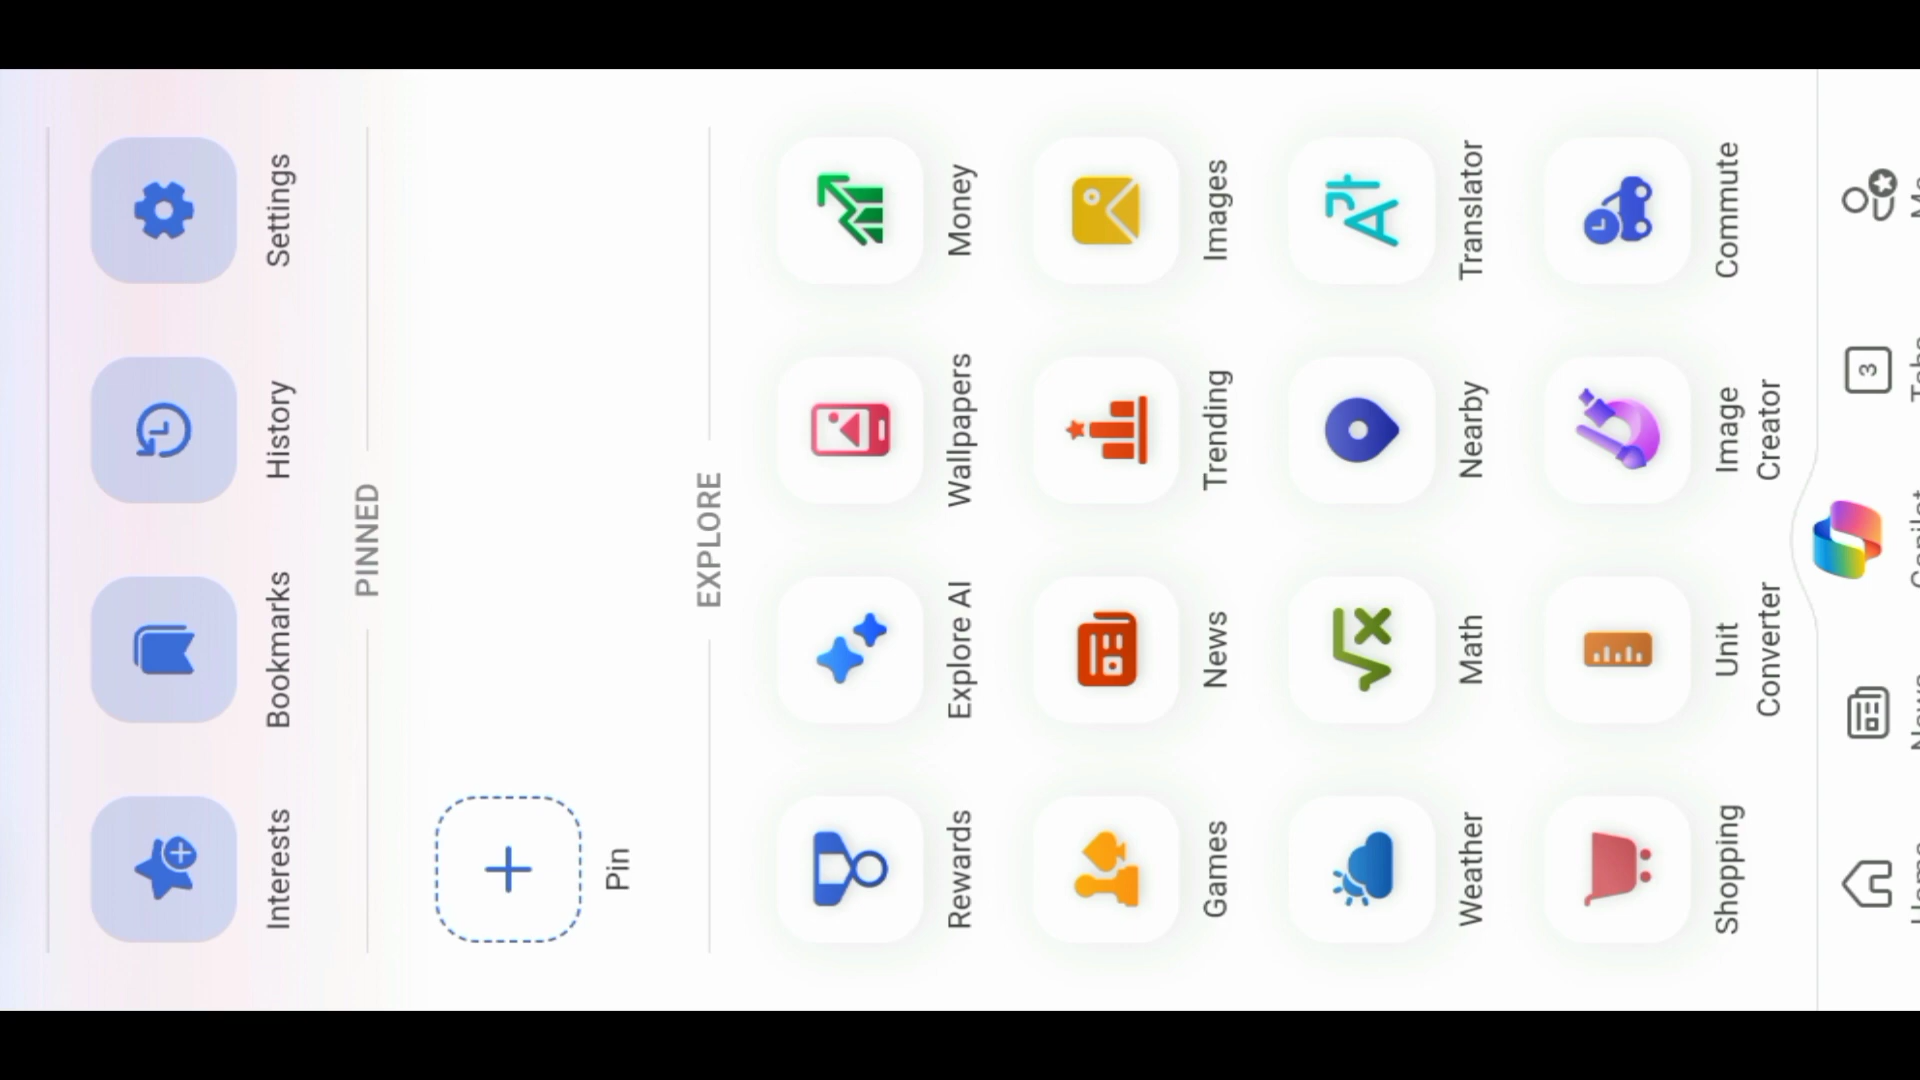 Interests Bookmarks History Settings
PINNED
Pin
EXPLORE
Rewards Explore AI Wallpapers Money
Games News Trending Images
Weather Math Nearby Translator
Shopping Unit Converter Image Creator Commute
3